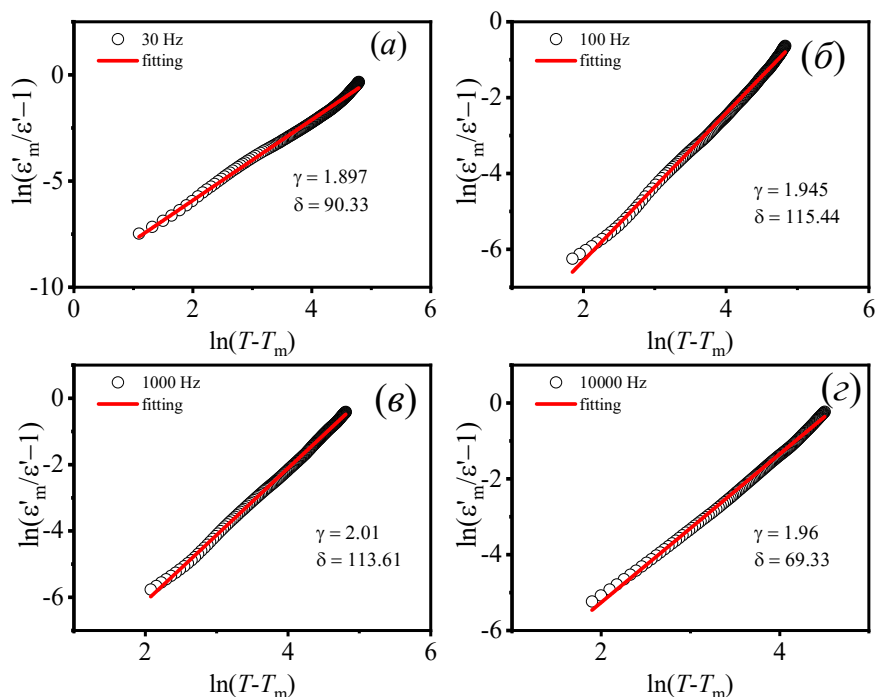 30 Hz
fitting
(а)
0
-5
-10
ln(ε'ₘ/ε'−1)
γ = 1.897
δ = 90.33
0 2 4 6
ln(T-Tₘ)
100 Hz
fitting
(б)
0
-2
-4
-6
ln(ε'ₘ/ε'−1)
γ = 1.945
δ = 115.44
2 4 6
ln(T-Tₘ)
1000 Hz
fitting
(в)
0
-2
-4
-6
ln(ε'ₘ/ε'−1)
γ = 2.01
δ = 113.61
2 4 6
ln(T-Tₘ)
10000 Hz
fitting
(г)
0
-2
-4
-6
ln(ε'ₘ/ε'−1)
γ = 1.96
δ = 69.33
2 4
ln(T-Tₘ)